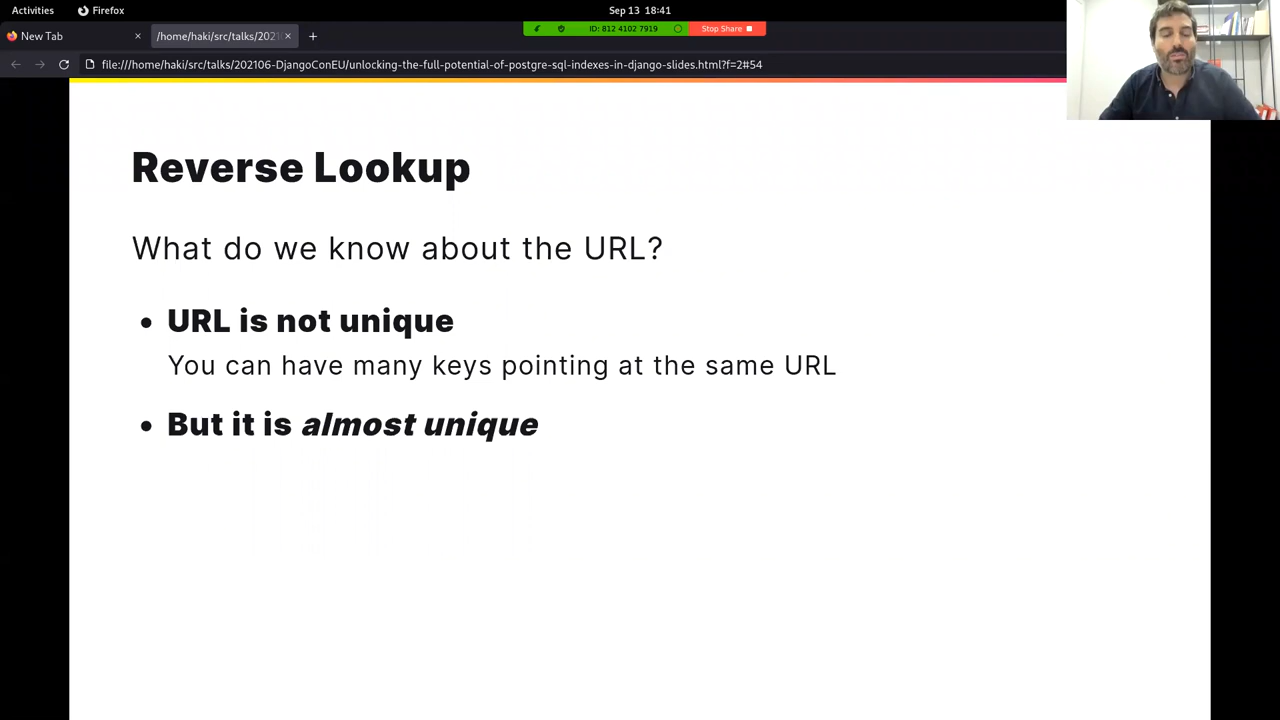 Activities
Firefox
Sep 13 18:41
New Tab
/home/haki/src/talks/2021
ID: 812 4102 7919
Stop Share
file:///home/haki/src/talks/202106-DjangoConEU/unlocking-the-full-potential-of-postgre-sql-indexes-in-django-slides.html?f=2#54
Reverse Lookup
What do we know about the URL?
• URL is not unique
You can have many keys pointing at the same URL
• But it is almost unique